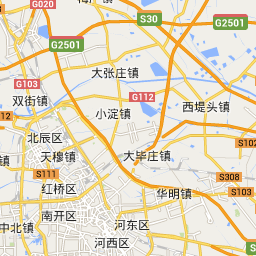 G020
S30
G2501
G2501
大张庄镇
G103
G112
双街镇
西堤头镇
小淀镇
北辰区
天穆镇
大毕庄镇
S111
S308
S103
红桥区
华明镇
南开区
河东区
中北镇
河西区